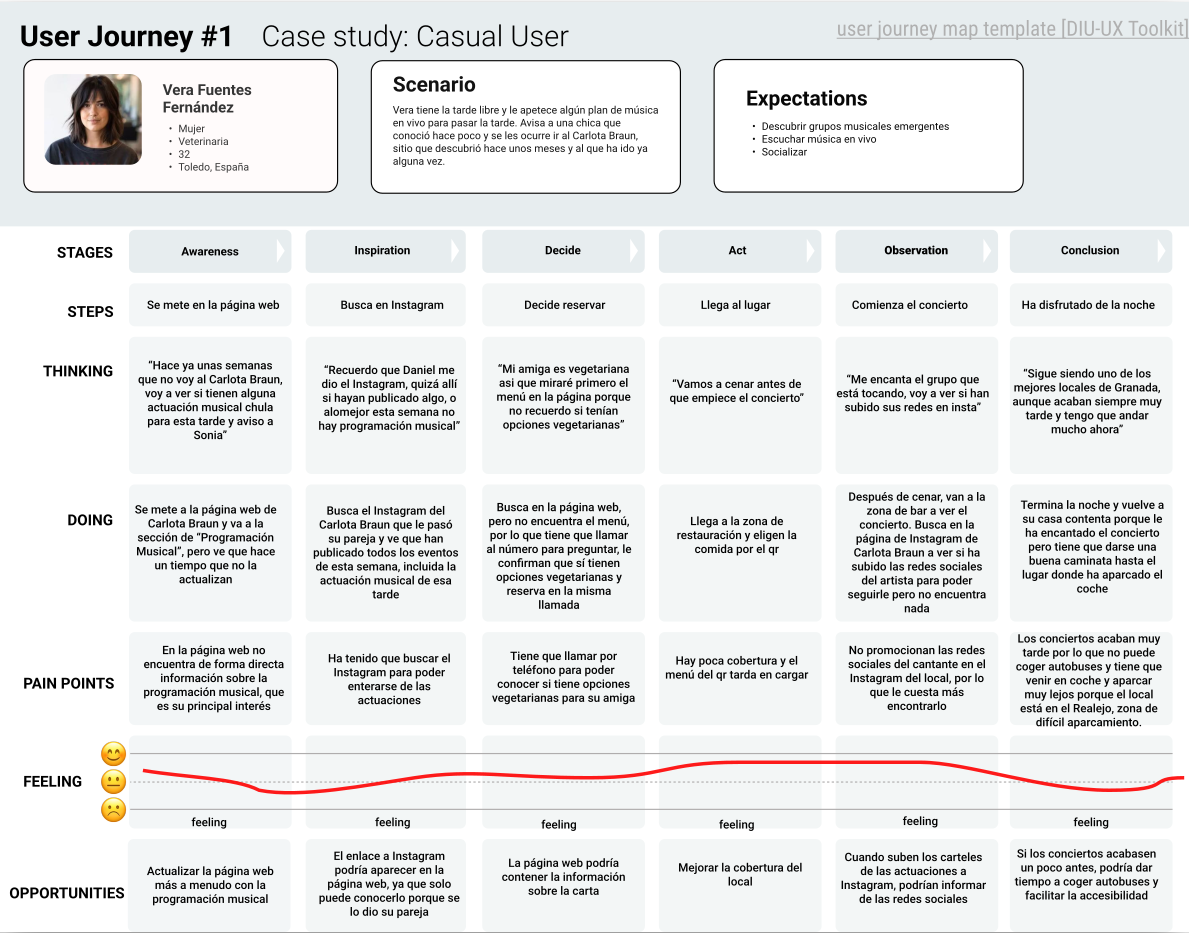 User Journey #1 Case study: Casual User
user journey map template [DIU-UX Toolkit]
Vera Fuentes
Fernández
• Mujer
• Veterinaria
• 32
• Toledo, España
Scenario
Vera tiene la tarde libre y le apetece algún plan de música
en vivo para pasar la tarde. Avisa a una chica que
conoció hace poco y se les ocurre ir al Carlota Braun,
sitio que descubrió hace unos meses y al que ha ido ya
alguna vez.
Expectations
• Descubrir grupos musicales emergentes
• Escuchar música en vivo
• Socializar
STAGES
Awareness
Inspiration
Decide
Act
Observation
Conclusion
STEPS
Se mete en la página web
Busca en Instagram
Decide reservar
Llega al lugar
Comienza el concierto
Ha disfrutado de la noche
THINKING
“Hace ya unas semanas
que no voy al Carlota Braun,
voy a ver si tienen alguna
actuación musical chula
para esta tarde y aviso a
Sonia”
“Recuerdo que Daniel me
dio el Instagram, quizá allí
si hayan publicado algo, o
alomejor esta semana no
hay programación musical”
“Mi amiga es vegetariana
asi que miraré primero el
menú en la página porque
no recuerdo si tenían
opciones vegetarianas”
“Vamos a cenar antes de
que empiece el concierto”
“Me encanta el grupo que
está tocando, voy a ver si han
subido sus redes en insta”
“Sigue siendo uno de los
mejores locales de Granada,
aunque acaban siempre muy
tarde y tengo que andar
mucho ahora”
DOING
Se mete a la página web de
Carlota Braun y va a la
sección de “Programación
Musical”, pero ve que hace
un tiempo que no la
actualizan
Busca el Instagram del
Carlota Braun que le pasó
su pareja y ve que han
publicado todos los eventos
de esta semana, incluida la
actuación musical de esa
tarde
Busca en la página web,
pero no encuentra el menú,
por lo que tiene que llamar
al número para preguntar, le
confirman que sí tienen
opciones vegetarianas y
reserva en la misma
llamada
Llega a la zona de
restauración y eligen la
comida por el qr
Después de cenar, van a la
zona de bar a ver el
concierto. Busca en la
página de Instagram de
Carlota Braun a ver si ha
subido las redes sociales
del artista para poder
seguirle pero no encuentra
nada
Termina la noche y vuelve a
su casa contenta porque le
ha encantado el concierto
pero tiene que darse una
buena caminata hasta el
lugar donde ha aparcado el
coche
PAIN POINTS
En la página web no
encuentra de forma directa
información sobre la
programación musical, que
es su principal interés
Ha tenido que buscar el
Instagram para poder
enterarse de las
actuaciones
Tiene que llamar por
teléfono para poder
conocer si tiene opciones
vegetarianas para su amiga
Hay poca cobertura y el
menú del qr tarda en cargar
No promocionan las redes
sociales del cantante en el
Instagram del local, por lo
que le cuesta más
encontrarlo
Los conciertos acaban muy
tarde por lo que no puede
coger autobuses y tiene que
venir en coche y aparcar
muy lejos porque el local
está en el Realejo, zona de
difícil aparcamiento.
FEELING
feeling
feeling
feeling
feeling
feeling
feeling
OPPORTUNITIES
Actualizar la página web
más a menudo con la
programación musical
El enlace a Instagram
podría aparecer en la
página web, ya que solo
puede conocerlo porque se
lo dio su pareja
La página web podría
contener la información
sobre la carta
Mejorar la cobertura del
local
Cuando suben los carteles
de las actuaciones a
Instagram, podrían informar
de las redes sociales
Si los conciertos acabasen
un poco antes, podría dar
tiempo a coger autobuses y
facilitar la accesibilidad